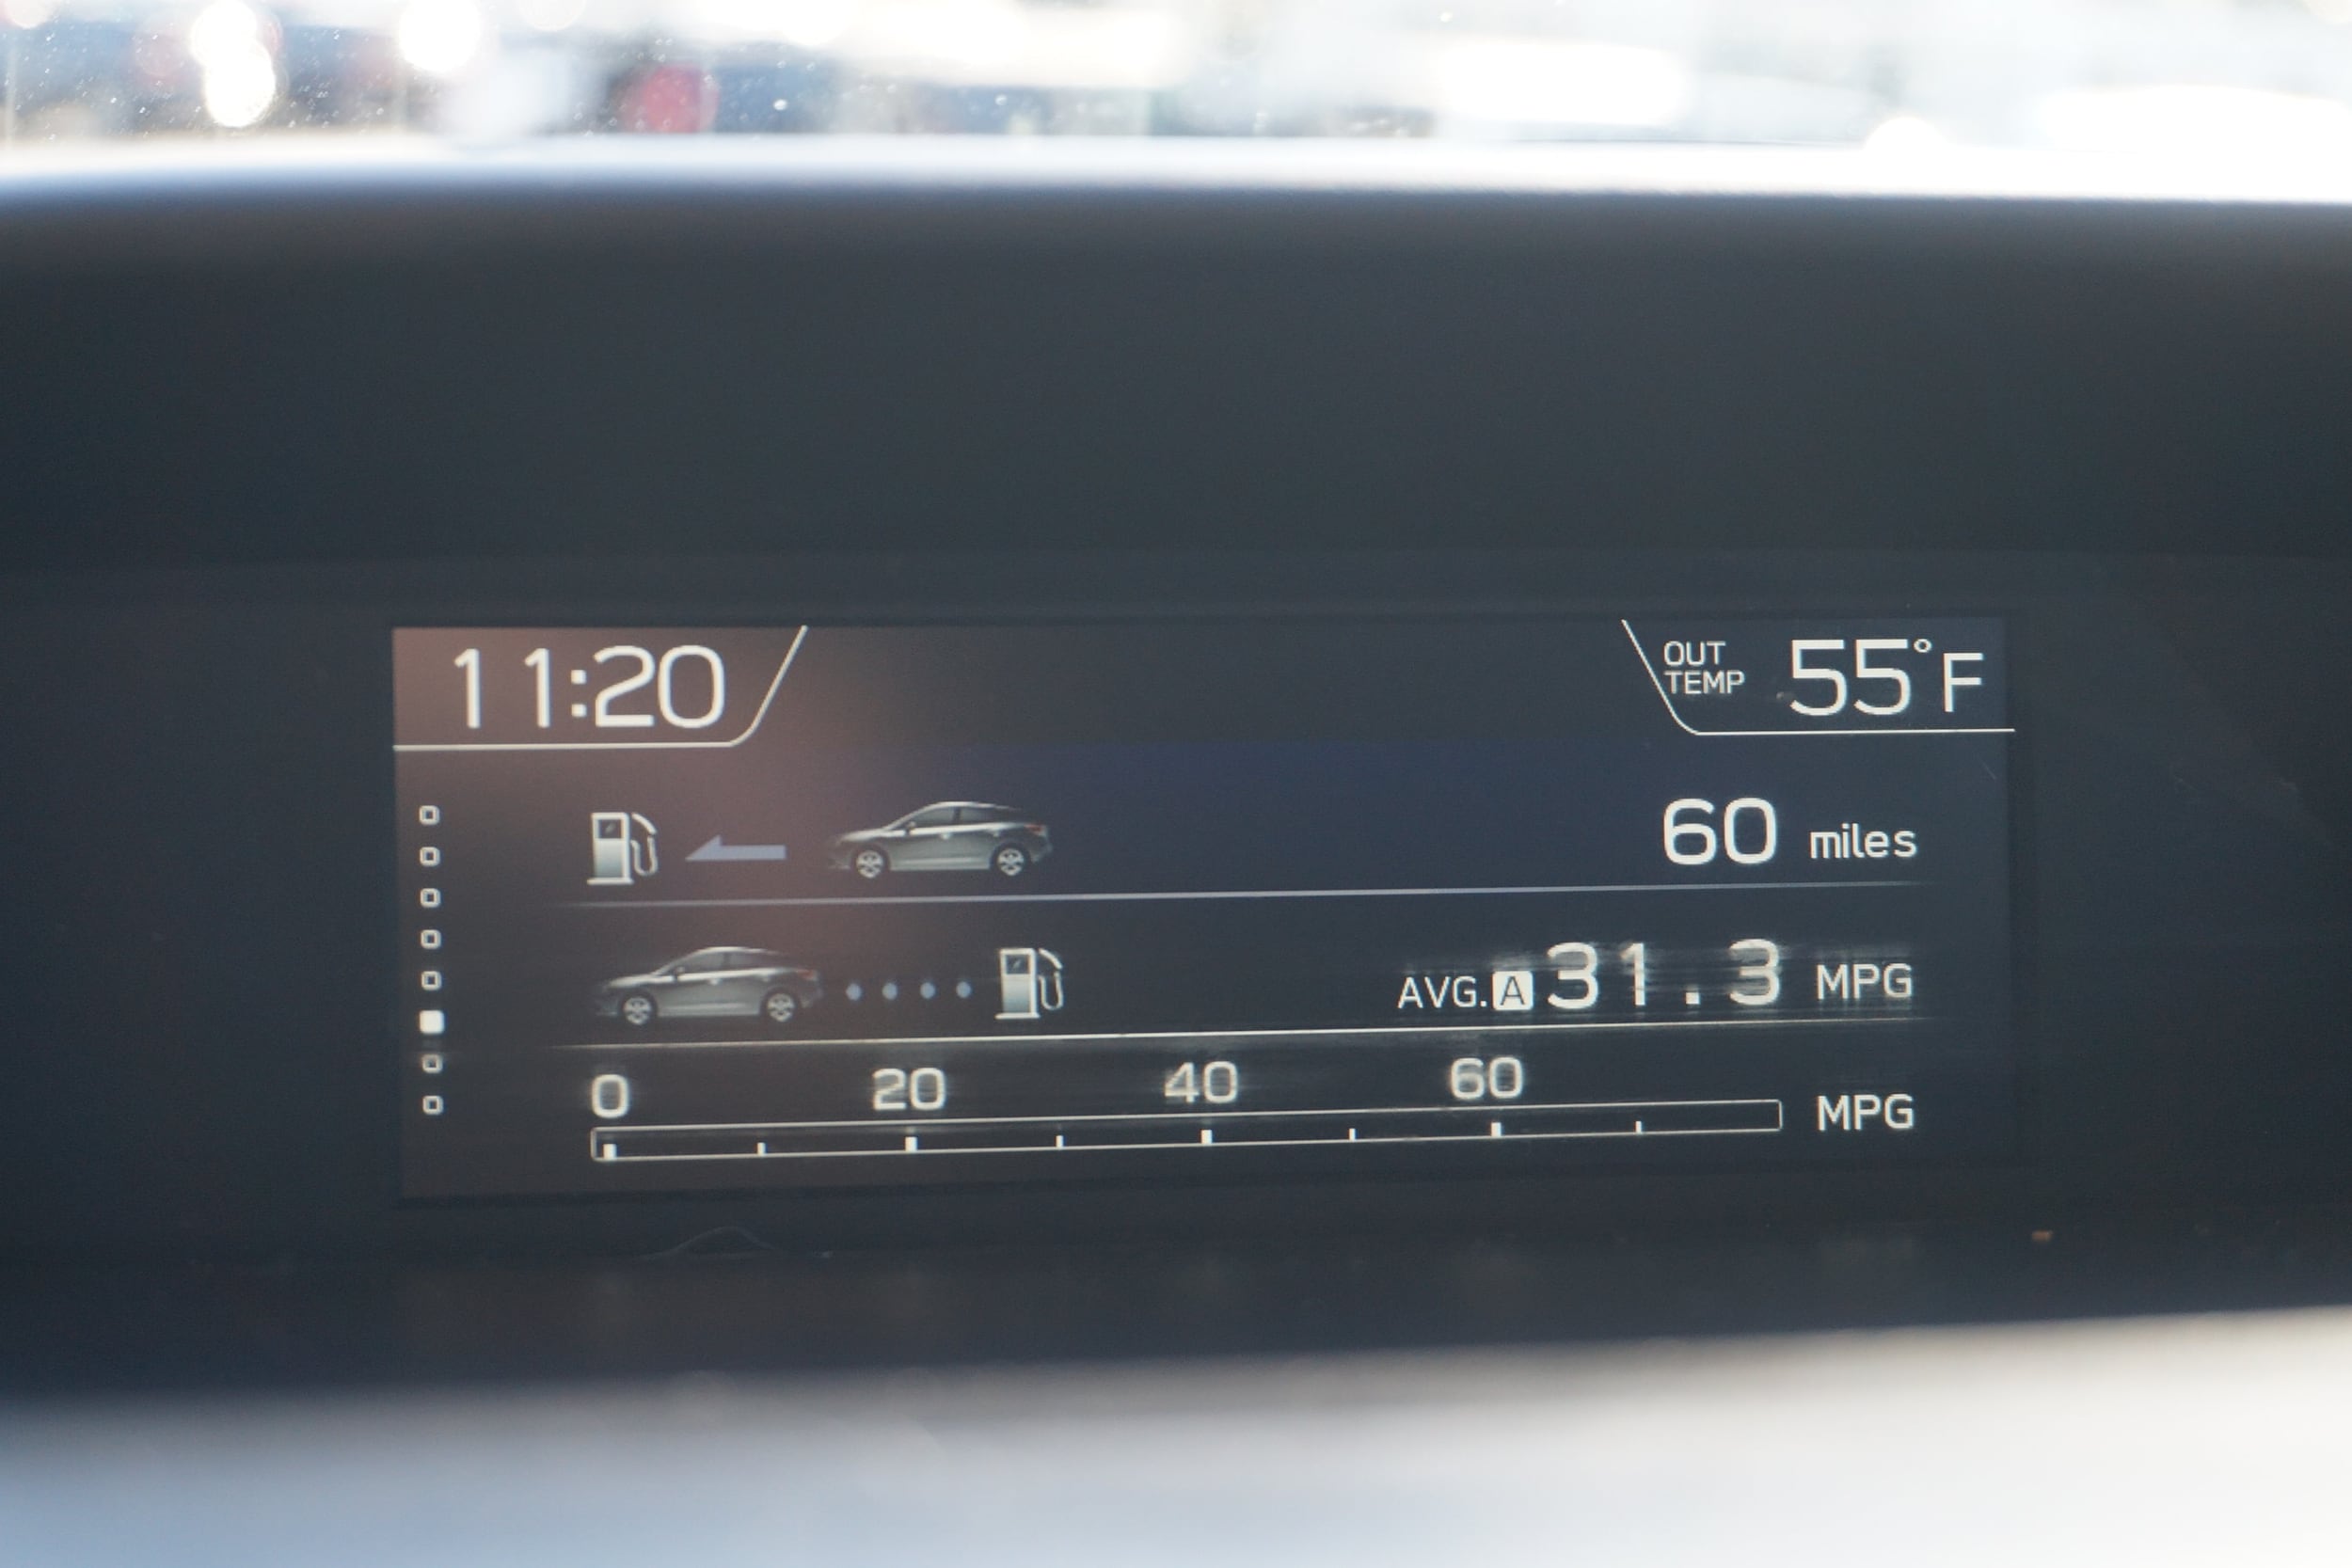 11:20
OUT TEMP 55°F
60 miles
AVG. A 31.3 MPG
0 20 40 60
MPG